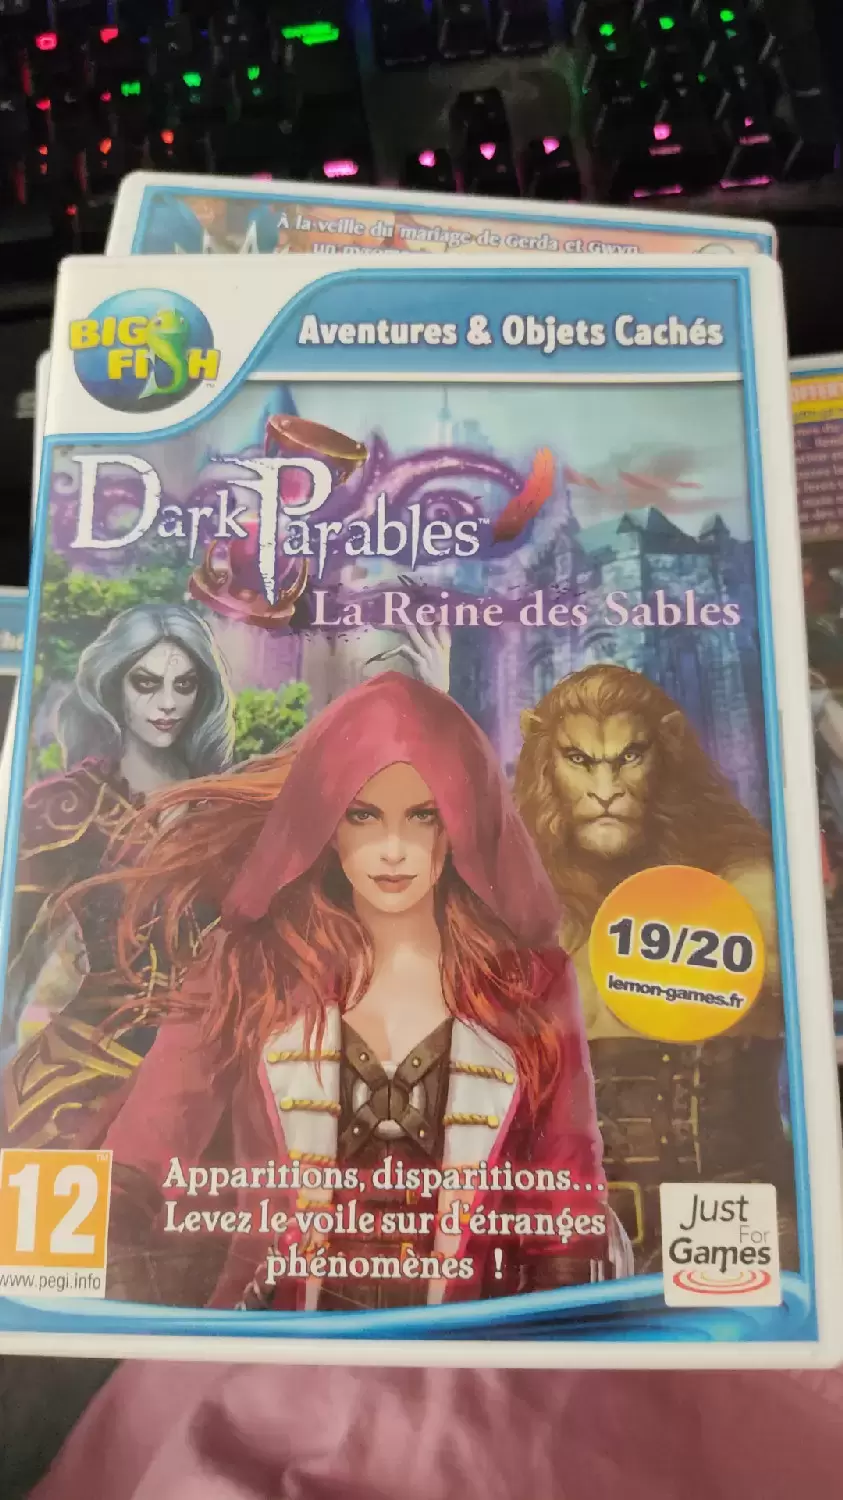 À la veille du mariage de Gerda et Gwyn,
BIG
FISH
Aventures & Objets Cachés
Dark Parables™
La Reine des Sables
19/20
lemon-games.fr
Apparitions, disparitions...
Levez le voile sur d'étranges
phénomènes !
12
www.pegi.info
Just
For
Games